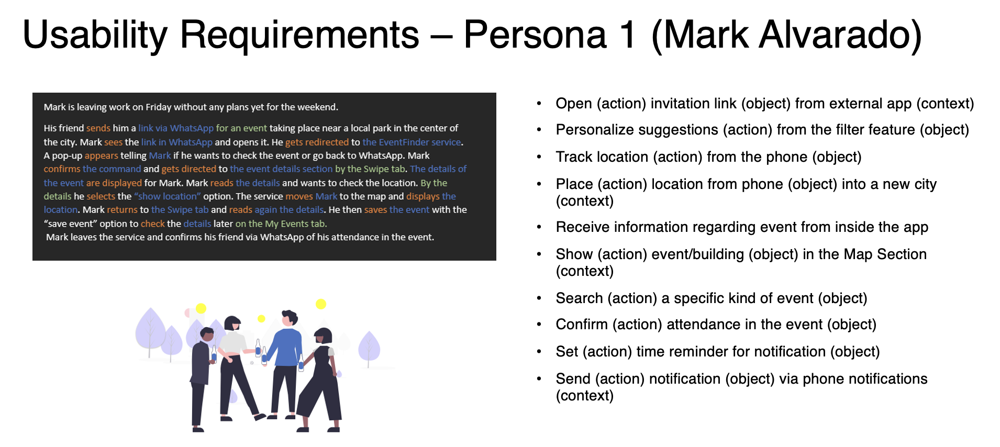 Usability Requirements – Persona 1 (Mark Alvarado)
Mark is leaving work on Friday without any plans yet for the weekend.
His friend sends him a link via WhatsApp for an event taking place near a local park in the center of
the city. Mark sees the link in WhatsApp and opens it. He gets redirected to the EventFinder service.
A pop-up appears telling Mark if he wants to check the event or go back to WhatsApp. Mark
confirms the command and gets directed to the event details section by the Swipe tab. The details of
the event are displayed for Mark. Mark reads the details and wants to check the location. By the
details he selects the “show location” option. The service moves Mark to the map and displays the
location. Mark returns to the Swipe tab and reads again the details. He then saves the event with the
“save event” option to check the details later on the My Events tab.
Mark leaves the service and confirms his friend via WhatsApp of his attendance in the event.
• Open (action) invitation link (object) from external app (context)
• Personalize suggestions (action) from the filter feature (object)
• Track location (action) from the phone (object)
• Place (action) location from phone (object) into a new city
(context)
• Receive information regarding event from inside the app
• Show (action) event/building (object) in the Map Section
(context)
• Search (action) a specific kind of event (object)
• Confirm (action) attendance in the event (object)
• Set (action) time reminder for notification (object)
• Send (action) notification (object) via phone notifications
(context)